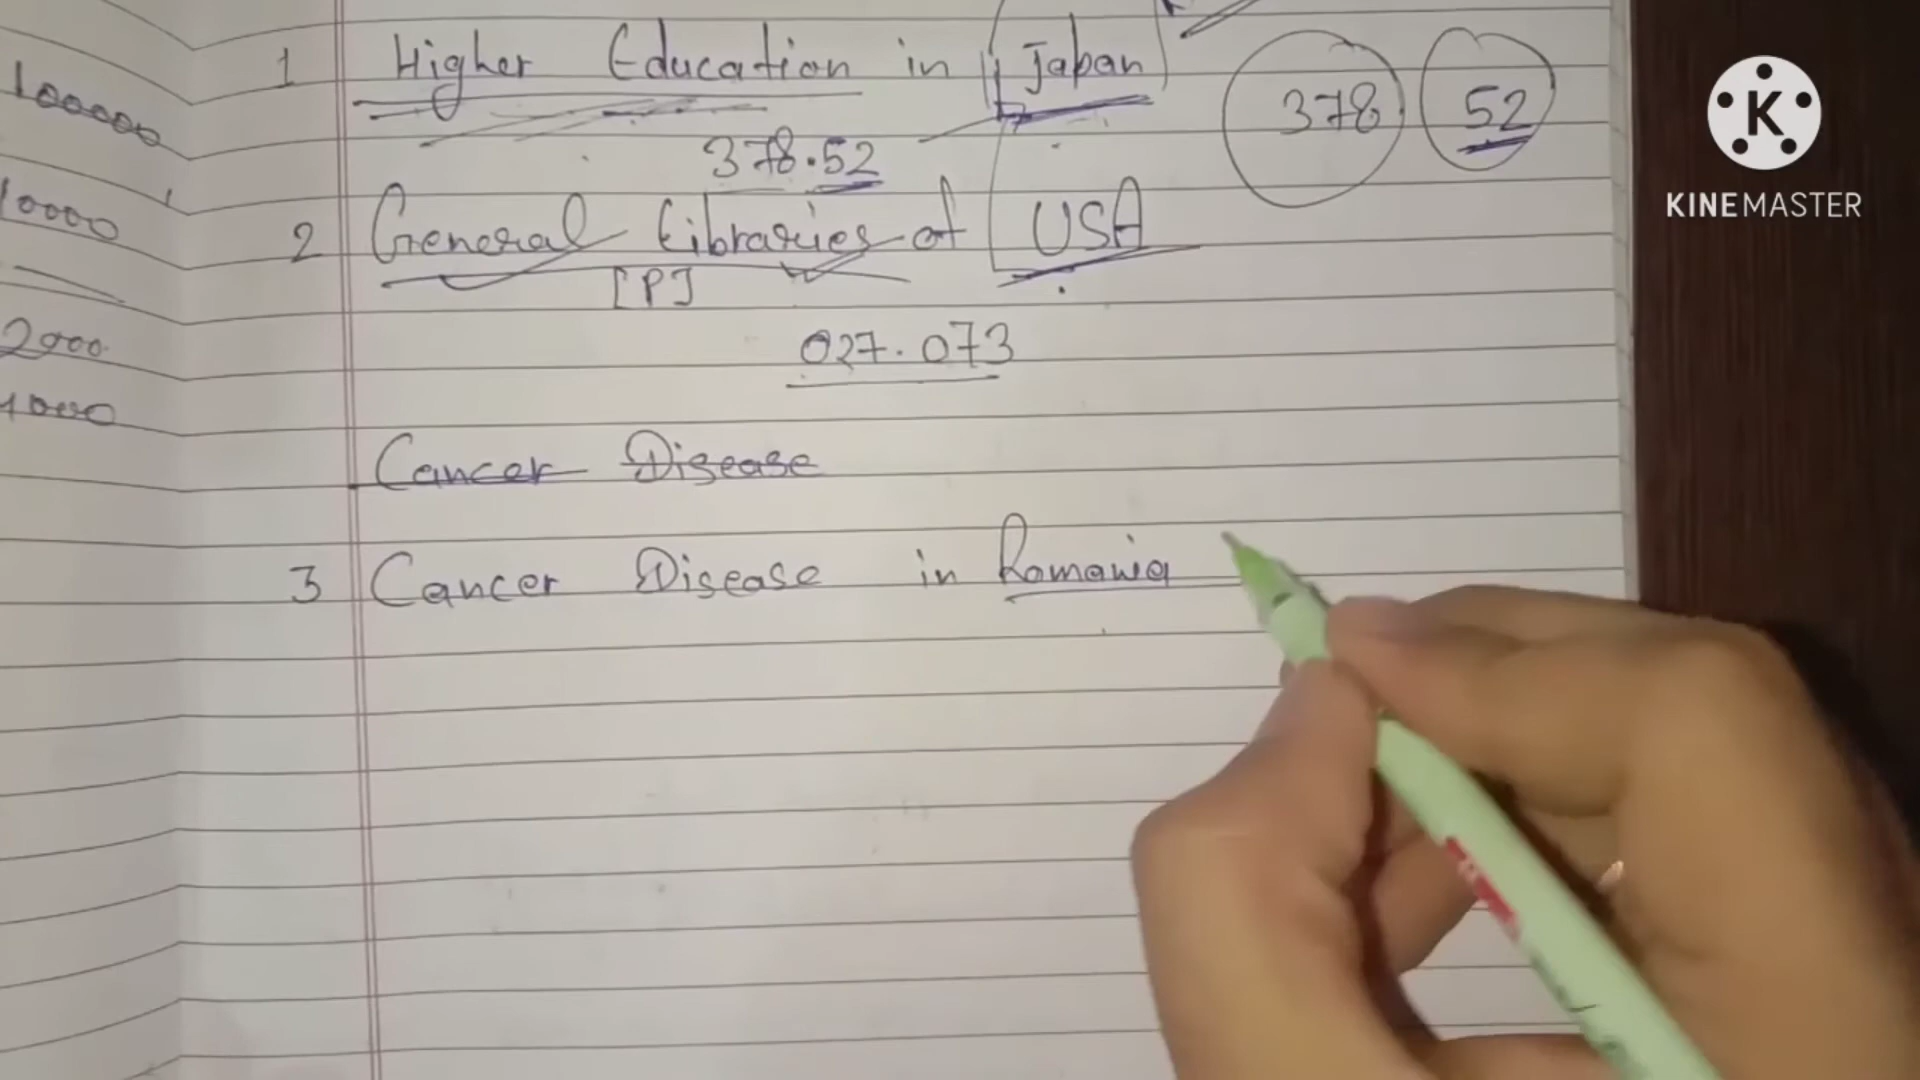 1 Higher Education in Japan 378 52
378.52
2 General Libraries of USA
[P]
027.073
Cancer Disease
3 Cancer Disease in Romania
100000
10000
2000
1000
KINEMASTER